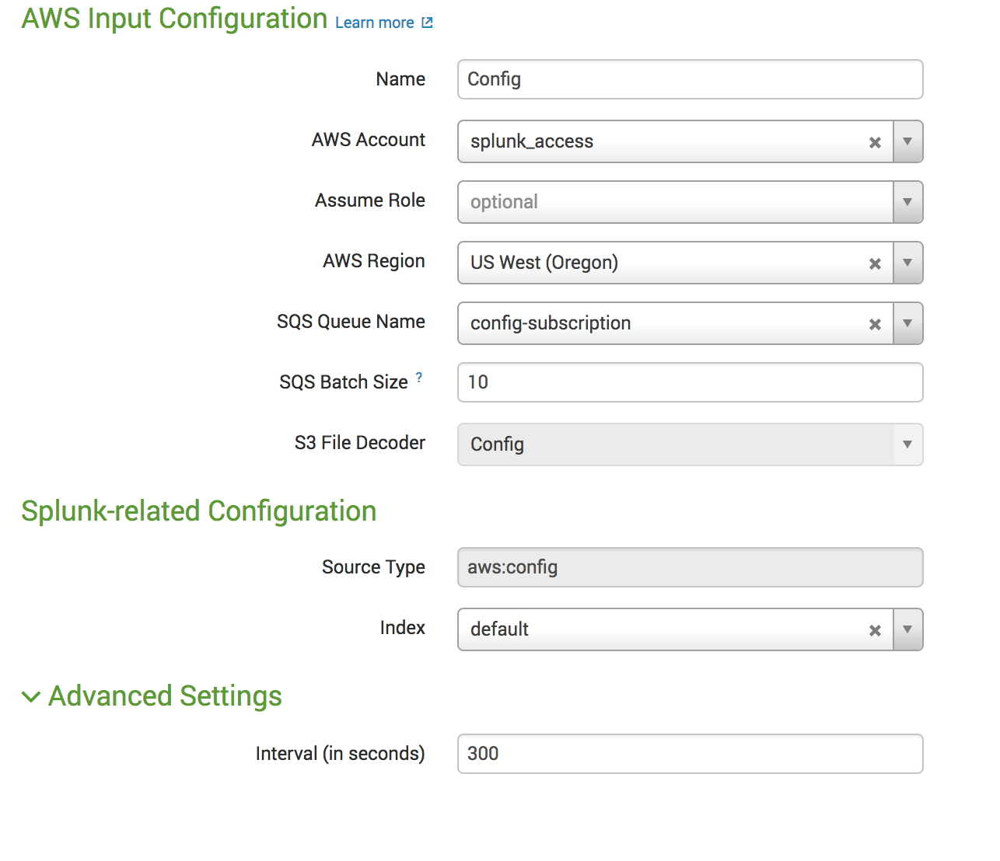 AWS Input Configuration Learn more
Name Config
AWS Account splunk_access
Assume Role optional
AWS Region US West (Oregon)
SQS Queue Name config-subscription
SQS Batch Size ? 10
S3 File Decoder Config
Splunk-related Configuration
Source Type aws:config
Index default
Advanced Settings
Interval (in seconds) 300